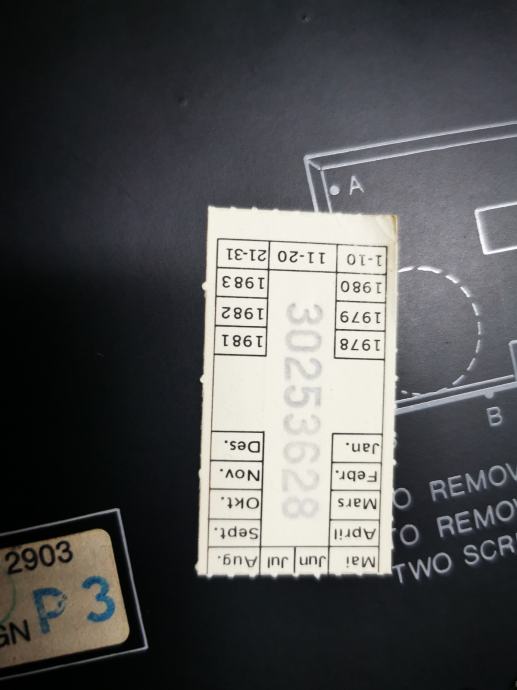 A
Mai Jun Jul Aug.
April Sept.
Mars Okt.
Febr. Nov.
Jan. Des.
30253628
1978 1981
1979 1982
1980 1983
1-10 11-20 21-31
B
O REMOV
O REMOV
TWO SCR
2903
GN P 3